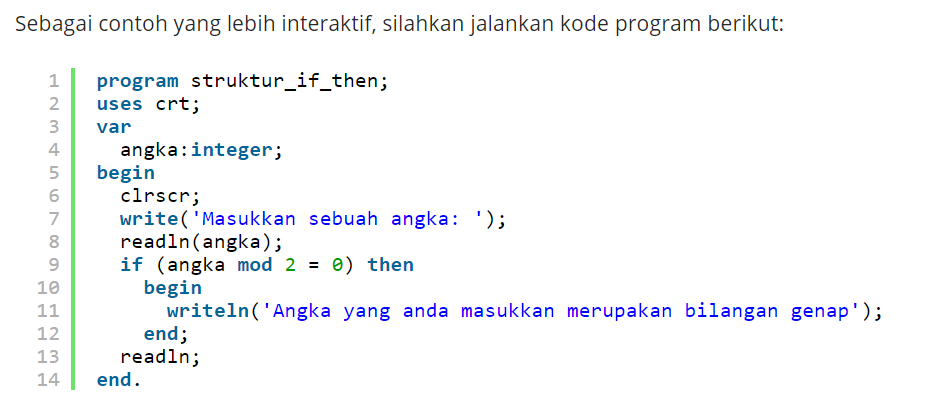 Sebagai contoh yang lebih interaktif, silahkan jalankan kode program berikut:
1 program struktur_if_then;
2 uses crt;
3 var
4   angka:integer;
5 begin
6   clrscr;
7   write('Masukkan sebuah angka: ');
8   readln(angka);
9   if (angka mod 2 = 0) then
10     begin
11       writeln('Angka yang anda masukkan merupakan bilangan genap');
12     end;
13   readln;
14 end.